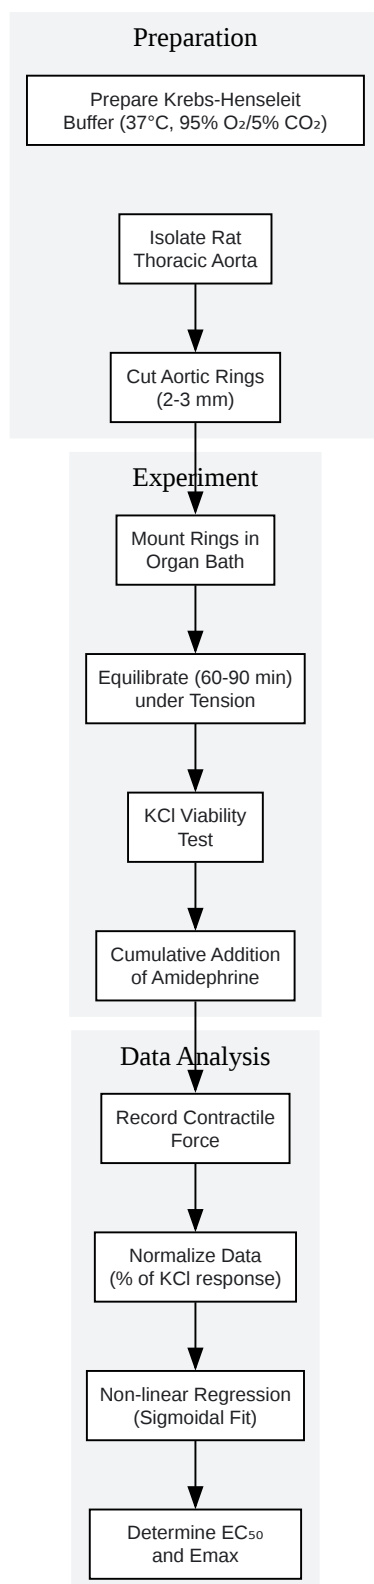 Preparation
Prepare Krebs-Henseleit
Buffer (37°C, 95% O₂/5% CO₂)
Isolate Rat
Thoracic Aorta
Cut Aortic Rings
(2-3 mm)
Experiment
Mount Rings in
Organ Bath
Equilibrate (60-90 min)
under Tension
KCl Viability
Test
Cumulative Addition
of Amidephrine
Data Analysis
Record Contractile
Force
Normalize Data
(% of KCl response)
Non-linear Regression
(Sigmoidal Fit)
Determine EC₅₀
and Emax